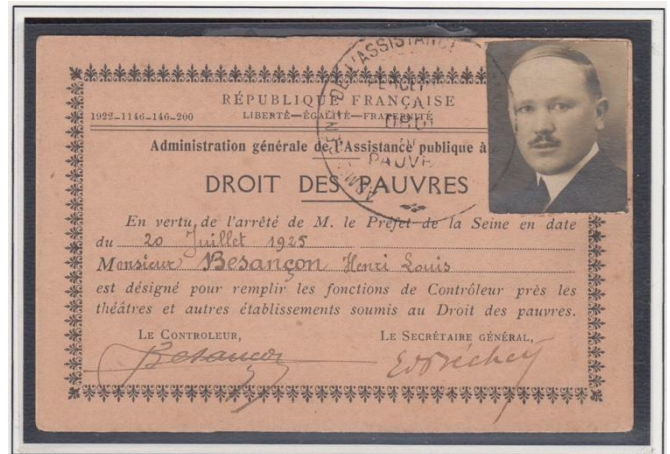 RÉPUBLIQUE FRANÇAISE
1922-1146-146-200 LIBERTÉ—ÉGALITÉ—FRATERNITÉ
Administration générale de l'Assistance publique à
DROIT DES PAUVRES
En vertu de l'arrêté de M. le Préfet de la Seine en date
du 20 Juillet 1925
Monsieur Besançon Henri Louis
est désigné pour remplir les fonctions de Contrôleur près les
théâtres et autres établissements soumis au Droit des pauvres.
LE CONTROLEUR, LE SECRÉTAIRE GÉNÉRAL,
Besancon
DE L'ASSISTANCE